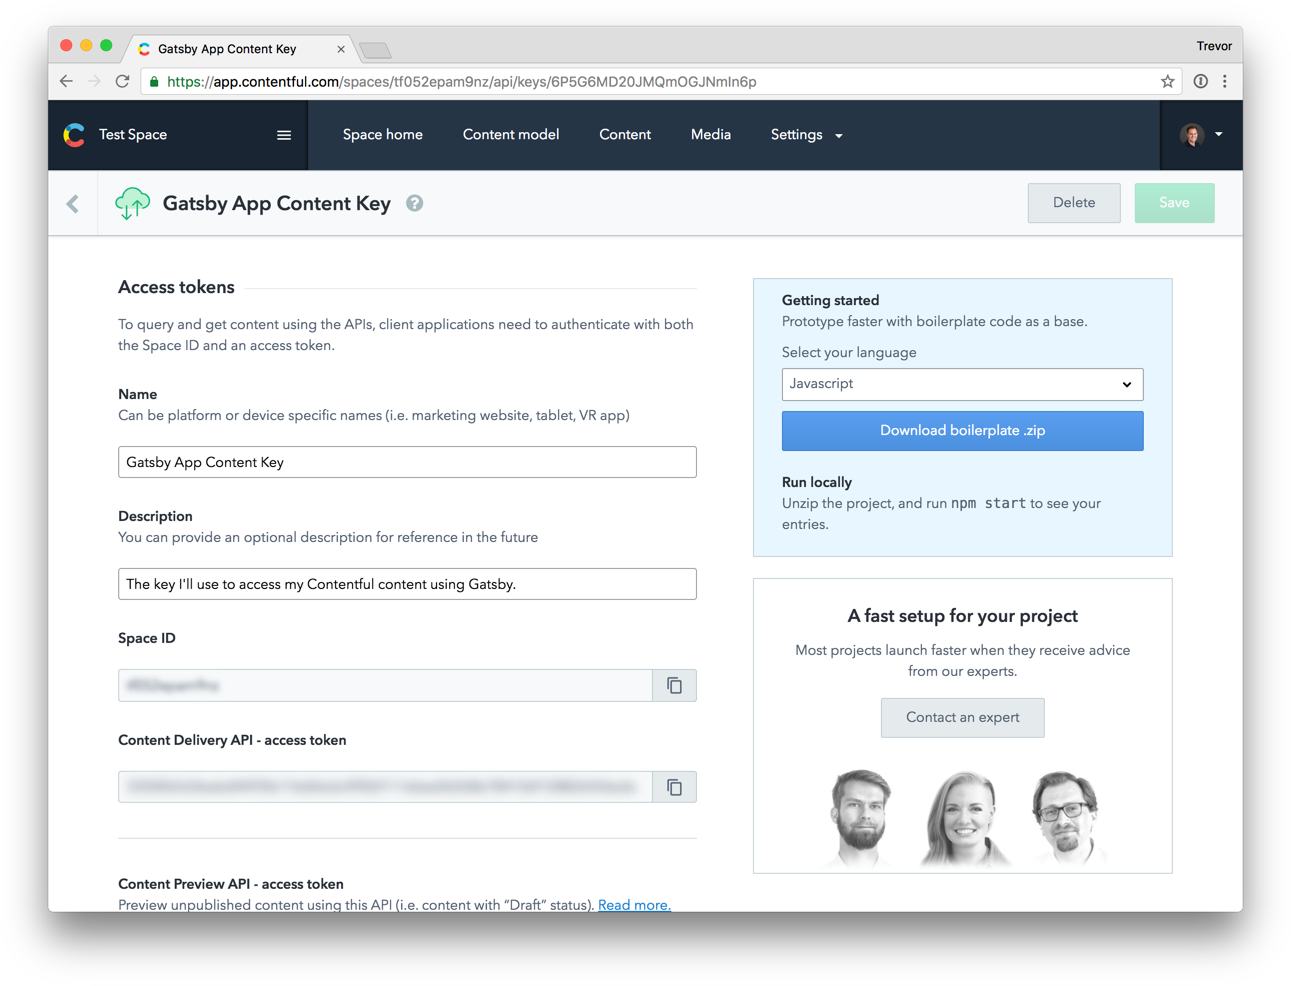 Gatsby App Content Key
Trevor
https://app.contentful.com/spaces/tf052epam9nz/api/keys/6P5G6MD20JMQmOGJNmIn6p
Test Space
Space home
Content model
Content
Media
Settings
Gatsby App Content Key
?
Delete
Save
Access tokens
To query and get content using the APIs, client applications need to authenticate with both
the Space ID and an access token.
Name
Can be platform or device specific names (i.e. marketing website, tablet, VR app)
Gatsby App Content Key
Description
You can provide an optional description for reference in the future
The key I'll use to access my Contentful content using Gatsby.
Space ID
Content Delivery API - access token
Content Preview API - access token
Preview unpublished content using this API (i.e. content with “Draft” status). Read more.
Getting started
Prototype faster with boilerplate code as a base.
Select your language
Javascript
Download boilerplate .zip
Run locally
Unzip the project, and run npm start to see your
entries.
A fast setup for your project
Most projects launch faster when they receive advice
from our experts.
Contact an expert